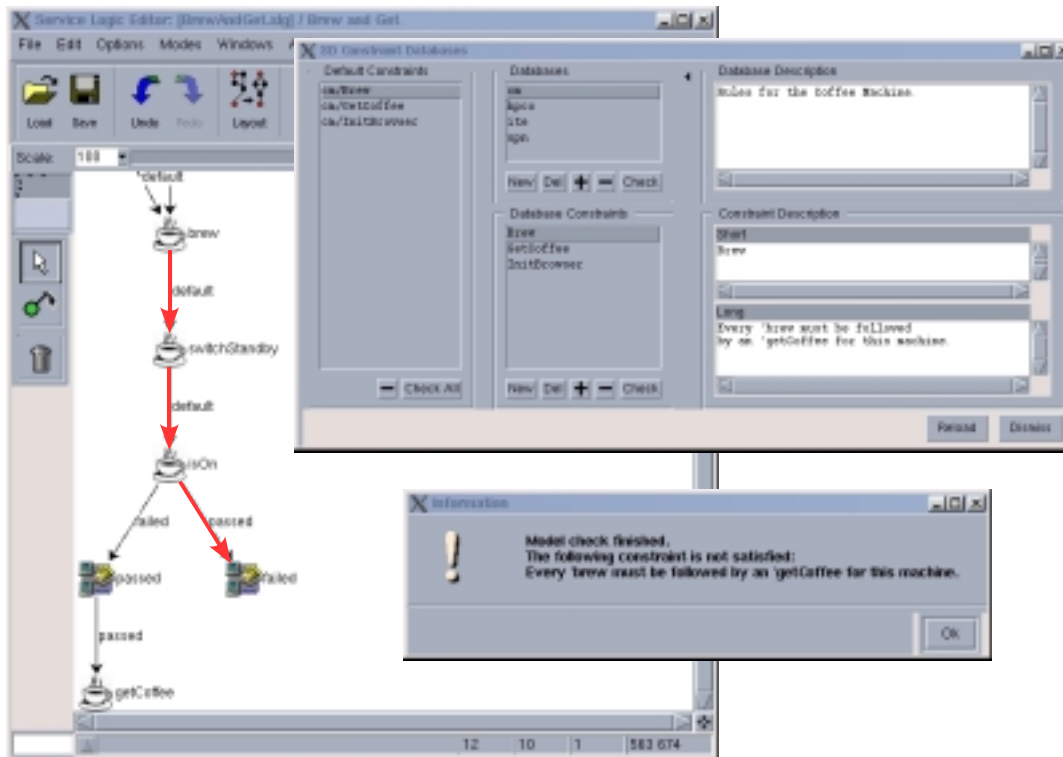 Service Logic Editor: (BrewAndGet.slg) / Brew and Get
File Edit Options Modes Windows
Load Save Undo Redo Layout
Scale: 100
'default
brew
default
switchStandby
default
isOn
failed passed
passed failed
passed
getCoffee
12 10 1 583 674
SD Constraint Databases
Default Constraints
cm/Brew
cm/GetCoffee
cm/InitBrowser
Check All
Databases
cm
hpco
ite
vpn
New Del Check
Database Constraints
Brew
GetCoffee
InitBrowser
New Del Check
Database Description
Rules for the Coffee Machine.
Constraint Description
Short
Brew
Long
Every 'brew must be followed
by an 'getCoffee for this machine.
Reload Dismiss
Information
Model check finished.
The following constraint is not satisfied:
Every 'brew must be followed by an 'getCoffee for this machine.
Ok